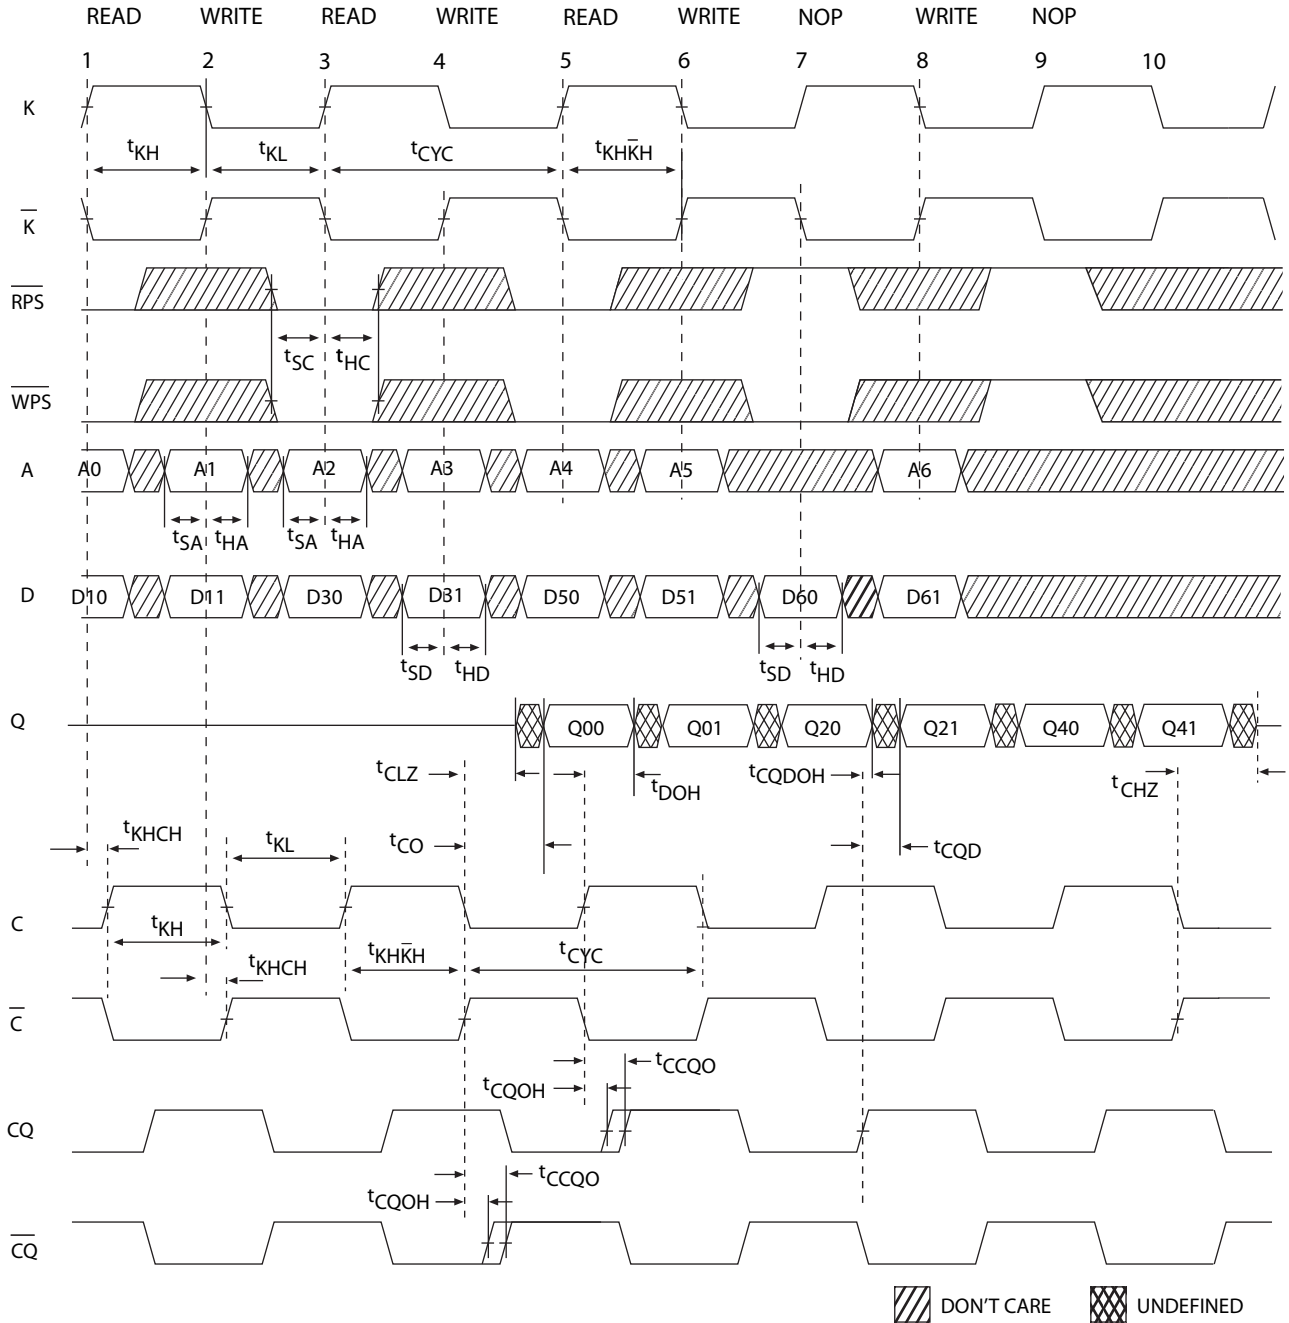 READ WRITE READ WRITE READ WRITE NOP WRITE NOP
1 2 3 4 5 6 7 8 9 10
K
tKH tKL tCYC tKHK̅H
K̅
R̅P̅S̅
tSC tHC
W̅P̅S̅
A A0 A1 A2 A3 A4 A5 A6
tSA tHA tSA tHA
D D10 D11 D30 D31 D50 D51 D60 D61
tSD tHD tSD tHD
Q Q00 Q01 Q20 Q21 Q40 Q41
tCLZ tDOH tCQDOH tCHZ
tKHCH tKL tCO tCQD
C
tKH tKHK̅H tCYC
tKHCH
C̅
tCCQO
tCQOH
CQ
tCCQO
tCQOH
C̅Q̅
DON'T CARE UNDEFINED